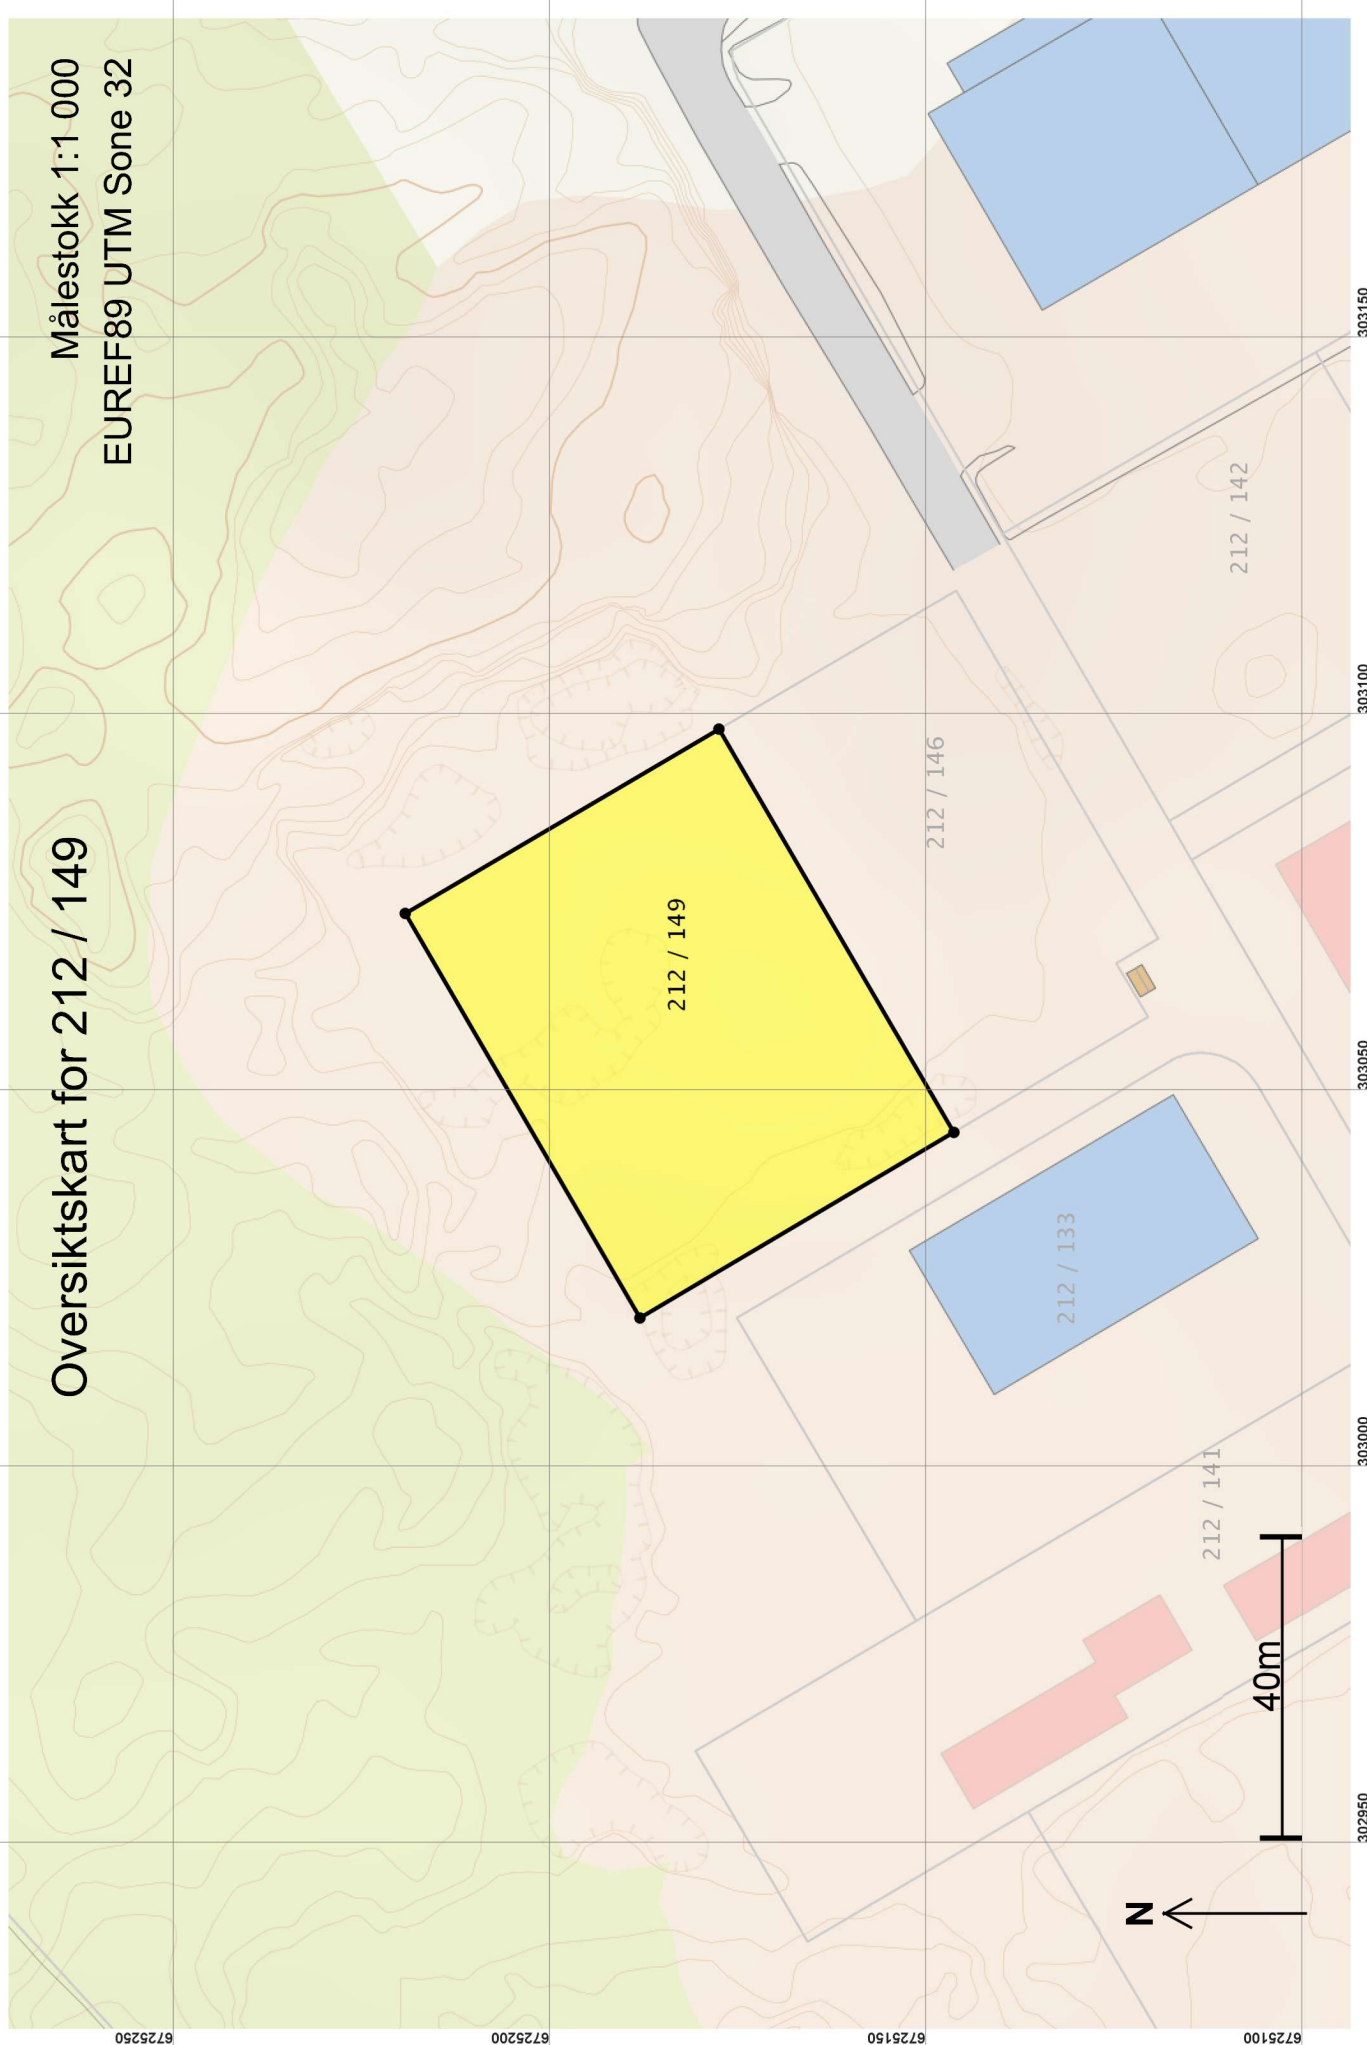 Oversiktskart for 212 / 149
Målestokk 1:1 000
EUREF89 UTM Sone 32
212 / 149
212 / 146
212 / 142
212 / 133
212 / 141
40m
N
6725250
6725200
6725150
6725100
302950
303000
303050
303100
303150